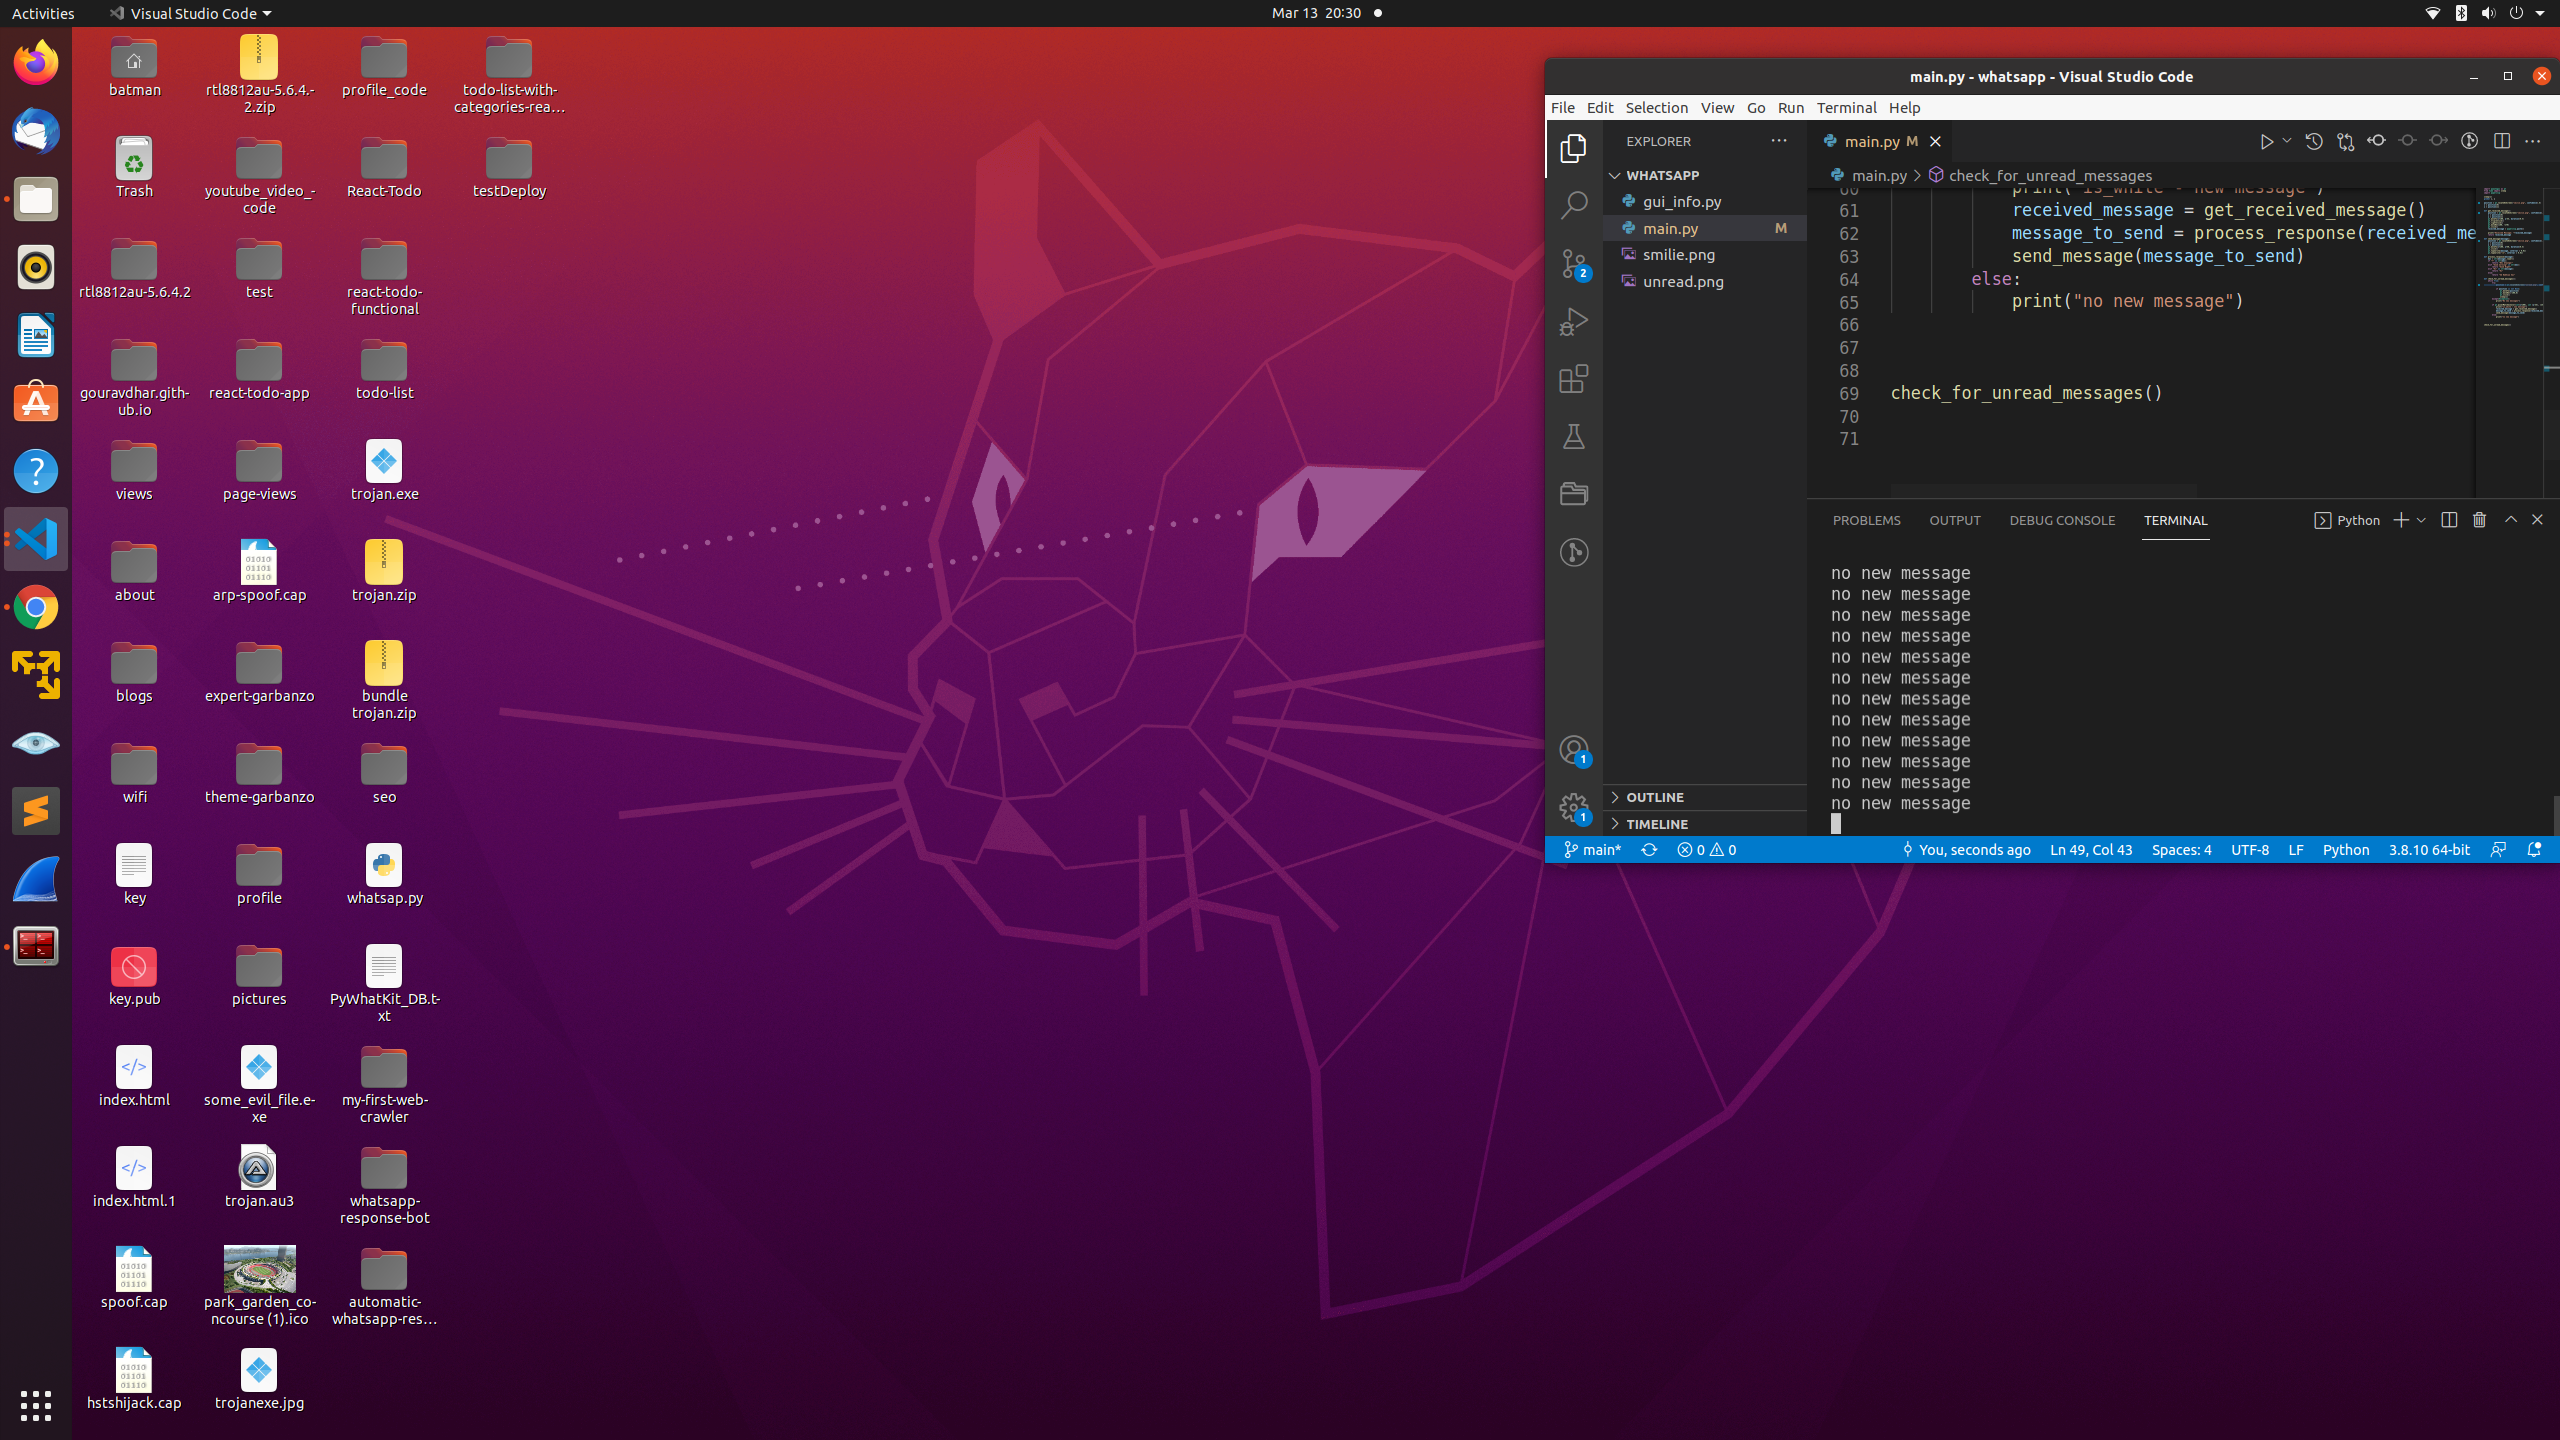 Activities
Visual Studio Code
Mar 13 20:30
batman
rtl8812au-5.6.4.-
2.zip
profile_code
todo-list-with-
categories-rea…
Trash
youtube_video_-
code
React-Todo
testDeploy
rtl8812au-5.6.4.2
test
react-todo-
functional
gouravdhar.gith-
ub.io
react-todo-app
todo-list
views
page-views
trojan.exe
about
arp-spoof.cap
trojan.zip
blogs
expert-garbanzo
bundle
trojan.zip
wifi
theme-garbanzo
seo
key
profile
whatsap.py
key.pub
pictures
PyWhatKit_DB.t-
xt
index.html
some_evil_file.e-
xe
my-first-web-
crawler
index.html.1
trojan.au3
whatsapp-
response-bot
spoof.cap
park_garden_co-
ncourse (1).ico
automatic-
whatsapp-res…
hstshijack.cap
trojanexe.jpg
main.py - whatsapp - Visual Studio Code
File Edit Selection View Go Run Terminal Help
EXPLORER
WHATSAPP
gui_info.py
main.py M
smilie.png
unread.png
OUTLINE
TIMELINE
2
1
1
main.py M
main.py > check_for_unread_messages
60 print("is_white - new message")
61 received_message = get_received_message()
62 message_to_send = process_response(received_me
63 send_message(message_to_send)
64 else:
65 print("no new message")
66
67
68
69 check_for_unread_messages()
70
71
PROBLEMS OUTPUT DEBUG CONSOLE TERMINAL
Python
no new message
no new message
no new message
no new message
no new message
no new message
no new message
no new message
no new message
no new message
no new message
no new message
main* 0 0 You, seconds ago Ln 49, Col 43 Spaces: 4 UTF-8 LF Python 3.8.10 64-bit